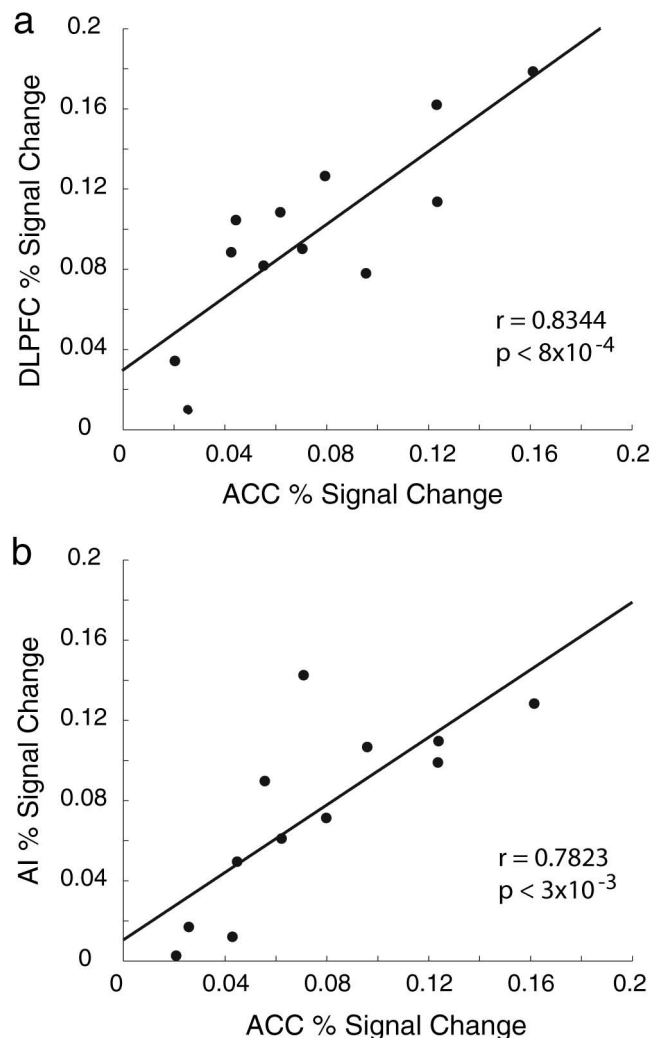 a
DLPFC % Signal Change
0.2
0.16
0.12
0.08
0.04
0
r = 0.8344
p < 8x10⁻⁴
0 0.04 0.08 0.12 0.16 0.2
ACC % Signal Change
b
AI % Signal Change
0.2
0.16
0.12
0.08
0.04
0
r = 0.7823
p < 3x10⁻³
0 0.04 0.08 0.12 0.16 0.2
ACC % Signal Change